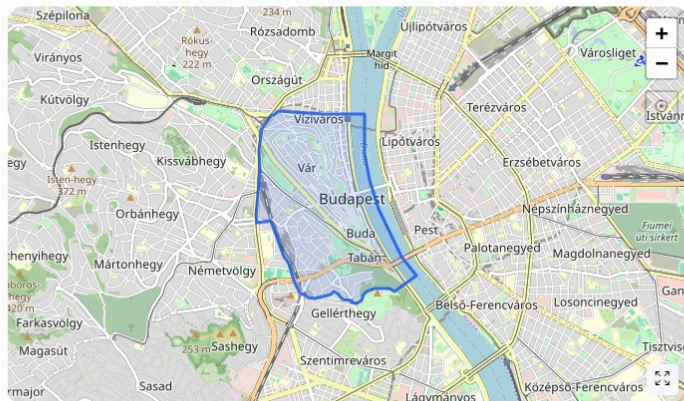 Szépilona
234 m
Rózsadomb
Újlipótváros
Rókus-
hegy
222 m
Margit
híd
Városliget
+
−
Virányos
Országút
Kútvölgy
Terézváros
Víziváros
Istenhegy
Kissvábhegy
Vár
Lipótváros
Erzsébetváros
Isten-hegy
372 m
Orbánhegy
Budapest
Népszínháznegyed
Fiumei
úti sírkert
Buda
Pest
Palotanegyed
Mártonhegy
Németvölgy
Tabán
Magdolnanegyed
420 m
Farkasvölgy
Gellérthegy
Belső-Ferencváros
Losoncinegyed
Magasút
253 m
Sashegy
Szentimreváros
Sasad
Lágymányos
Középső-Ferencváros